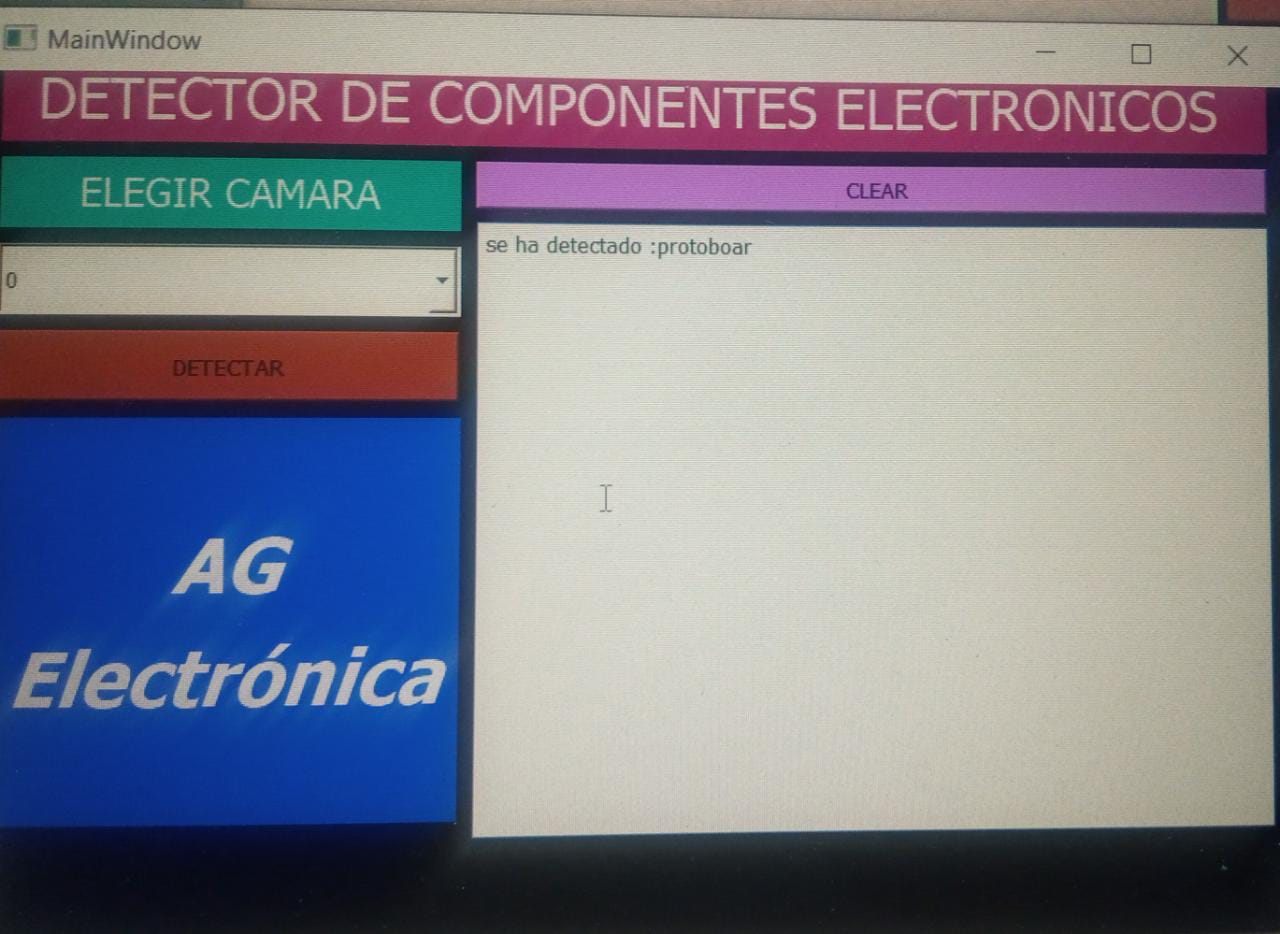 MainWindow
DETECTOR DE COMPONENTES ELECTRONICOS
ELEGIR CAMARA
0
DETECTAR
AG
Electrónica
CLEAR
se ha detectado :protoboar